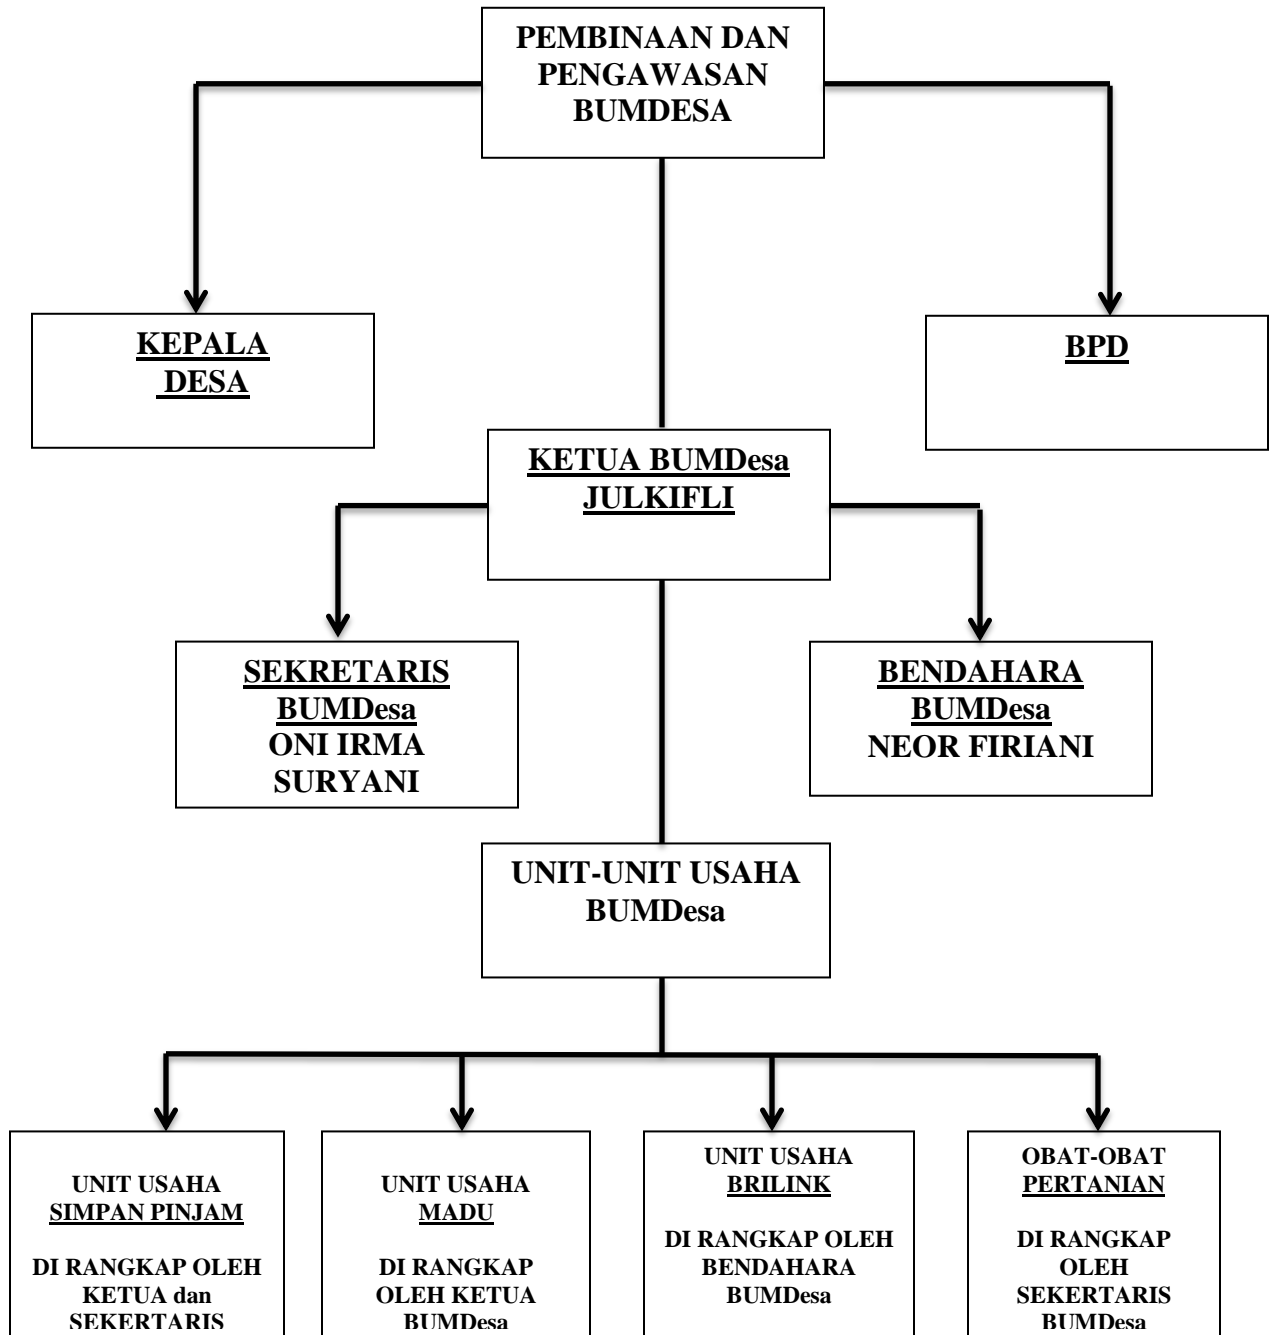 PEMBINAAN DAN
PENGAWASAN
BUMDESA
KEPALA
DESA
BPD
KETUA BUMDesa
JULKIFLI
SEKRETARIS
BUMDesa
ONI IRMA
SURYANI
BENDAHARA
BUMDesa
NEOR FIRIANI
UNIT-UNIT USAHA
BUMDesa
UNIT USAHA
SIMPAN PINJAM
DI RANGKAP OLEH
KETUA dan
SEKERTARIS
UNIT USAHA
MADU
DI RANGKAP
OLEH KETUA
BUMDesa
UNIT USAHA
BRILINK
DI RANGKAP OLEH
BENDAHARA
BUMDesa
OBAT-OBAT
PERTANIAN
DI RANGKAP
OLEH
SEKERTARIS
BUMDesa